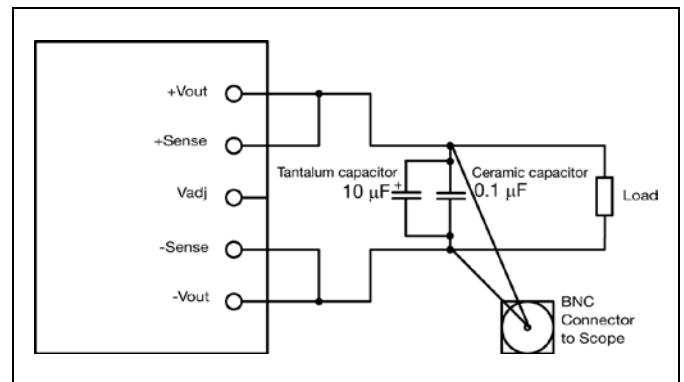 +Vout
+Sense
Vadj
-Sense
-Vout
Tantalum capacitor
10 µF
+
Ceramic capacitor
0.1 µF
Load
BNC
Connector
to Scope